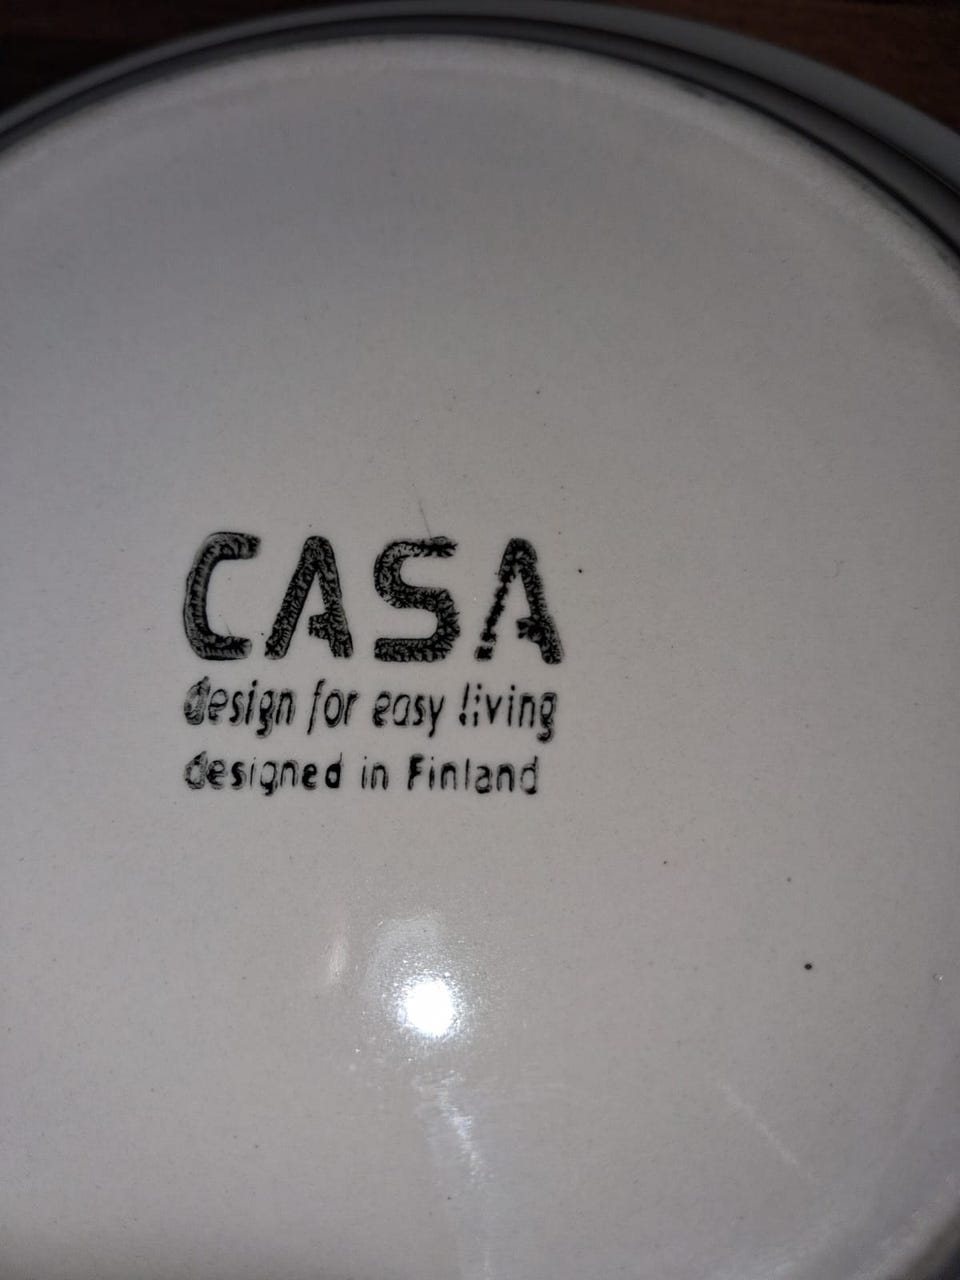 CASA
design for easy living
designed in Finland